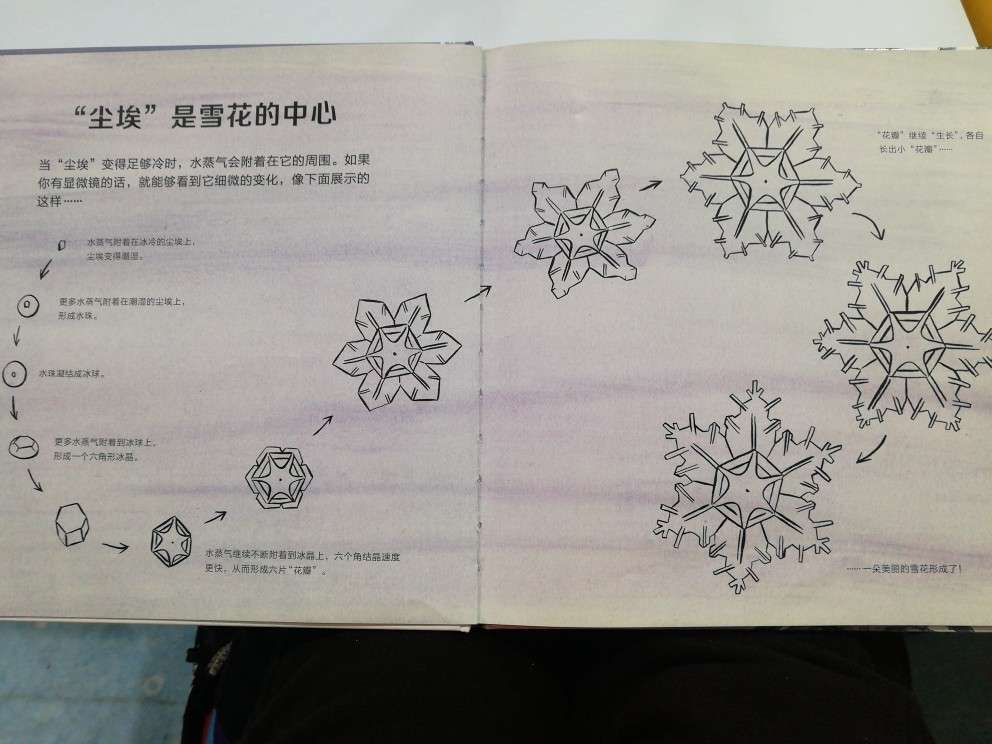 “尘埃”是雪花的中心
当“尘埃”变得足够冷时，水蒸气会附着在它的周围。如果
你有显微镜的话，就能够看到它细微的变化，像下面展示的
这样……
水蒸气附着在冰冷的尘埃上，
尘埃变得潮湿。
更多水蒸气附着在潮湿的尘埃上，
形成水珠。
水珠凝结成冰球。
更多水蒸气附着到冰球上，
形成一个六角形冰晶。
水蒸气继续不断附着到冰晶上，六个角结晶速度
更快，从而形成六片“花瓣”。
“花瓣”继续“生长”，各自
长出小“花瓣”……
……一朵美丽的雪花形成了！